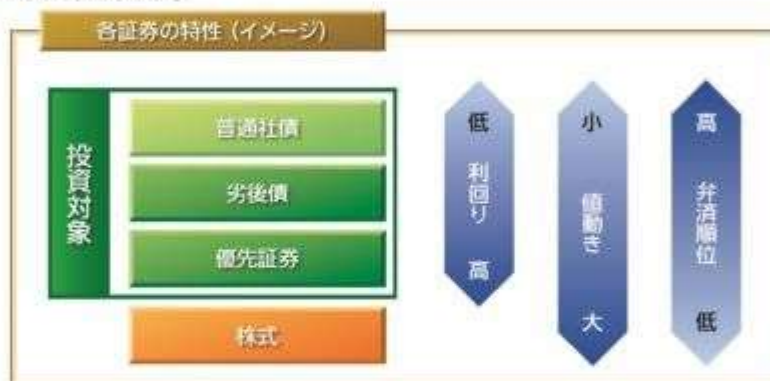 各証券の特性（イメージ）
投資対象
普通社債
劣後債
優先証券
株式
低 利回り 高
小 値動き 大
高 弁済順位 低